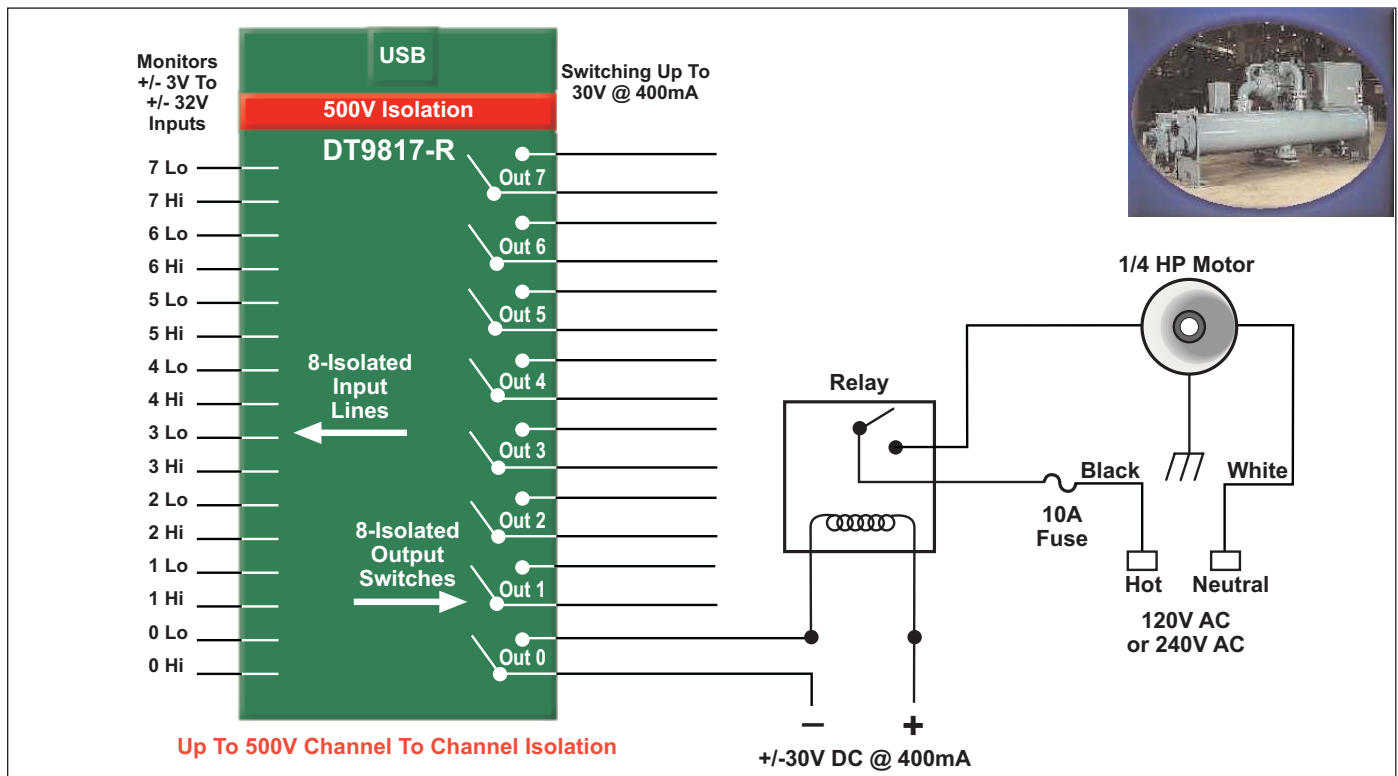 USB
Monitors
+/- 3V To
+/- 32V
Inputs
Switching Up To
30V @ 400mA
500V Isolation
DT9817-R
7 Lo
7 Hi
6 Lo
6 Hi
5 Lo
5 Hi
4 Lo
4 Hi
3 Lo
3 Hi
2 Lo
2 Hi
1 Lo
1 Hi
0 Lo
0 Hi
8-Isolated
Input
Lines
8-Isolated
Output
Switches
Out 7
Out 6
Out 5
Out 4
Out 3
Out 2
Out 1
Out 0
Relay
1/4 HP Motor
Black
White
10A
Fuse
Hot
Neutral
120V AC
or 240V AC
– +
+/-30V DC @ 400mA
Up To 500V Channel To Channel Isolation